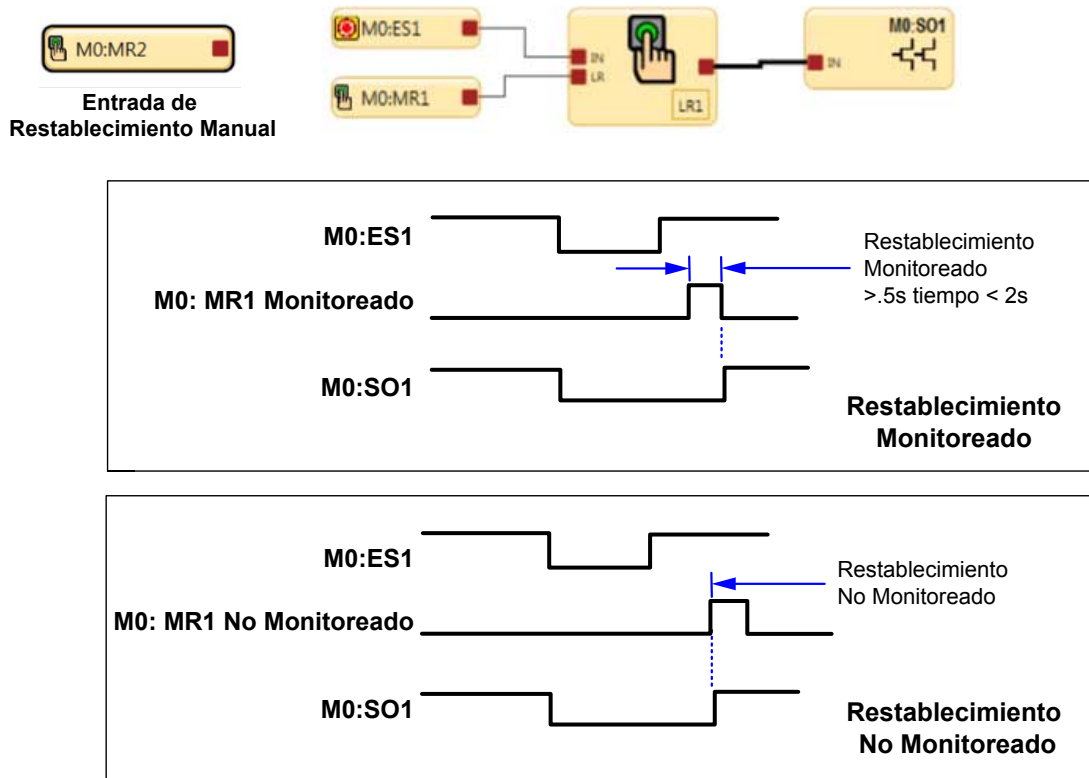 M0:MR2
Entrada de
Restablecimiento Manual
M0:ES1
M0:MR1
IN
LR
LR1
M0:SO1
IN
M0:ES1
M0: MR1 Monitoreado
M0:SO1
Restablecimiento
Monitoreado
>.5s tiempo < 2s
Restablecimiento
Monitoreado
M0:ES1
M0: MR1 No Monitoreado
M0:SO1
Restablecimiento
No Monitoreado
Restablecimiento
No Monitoreado